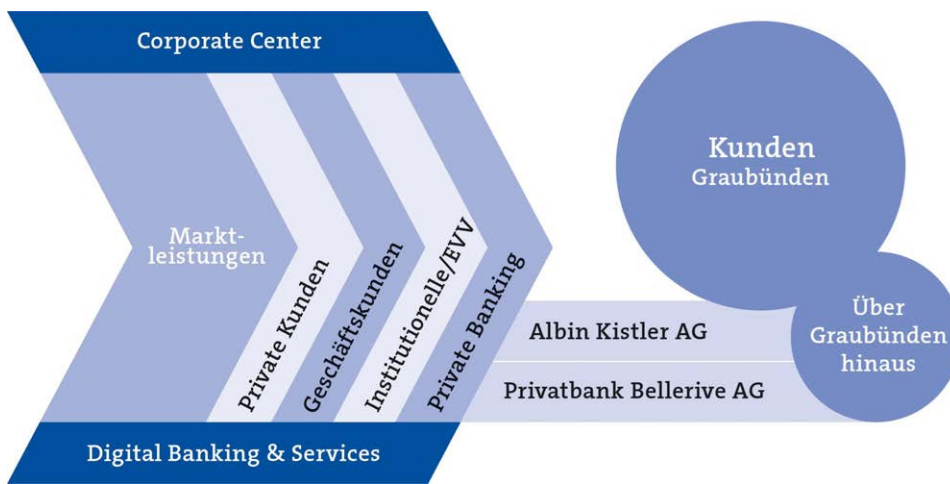 Corporate Center
Markt-
leistungen
Private Kunden
Geschäftskunden
Institutionelle/EVV
Private Banking
Digital Banking & Services
Albin Kistler AG
Privatbank Bellerive AG
Kunden
Graubünden
Über
Graubünden
hinaus